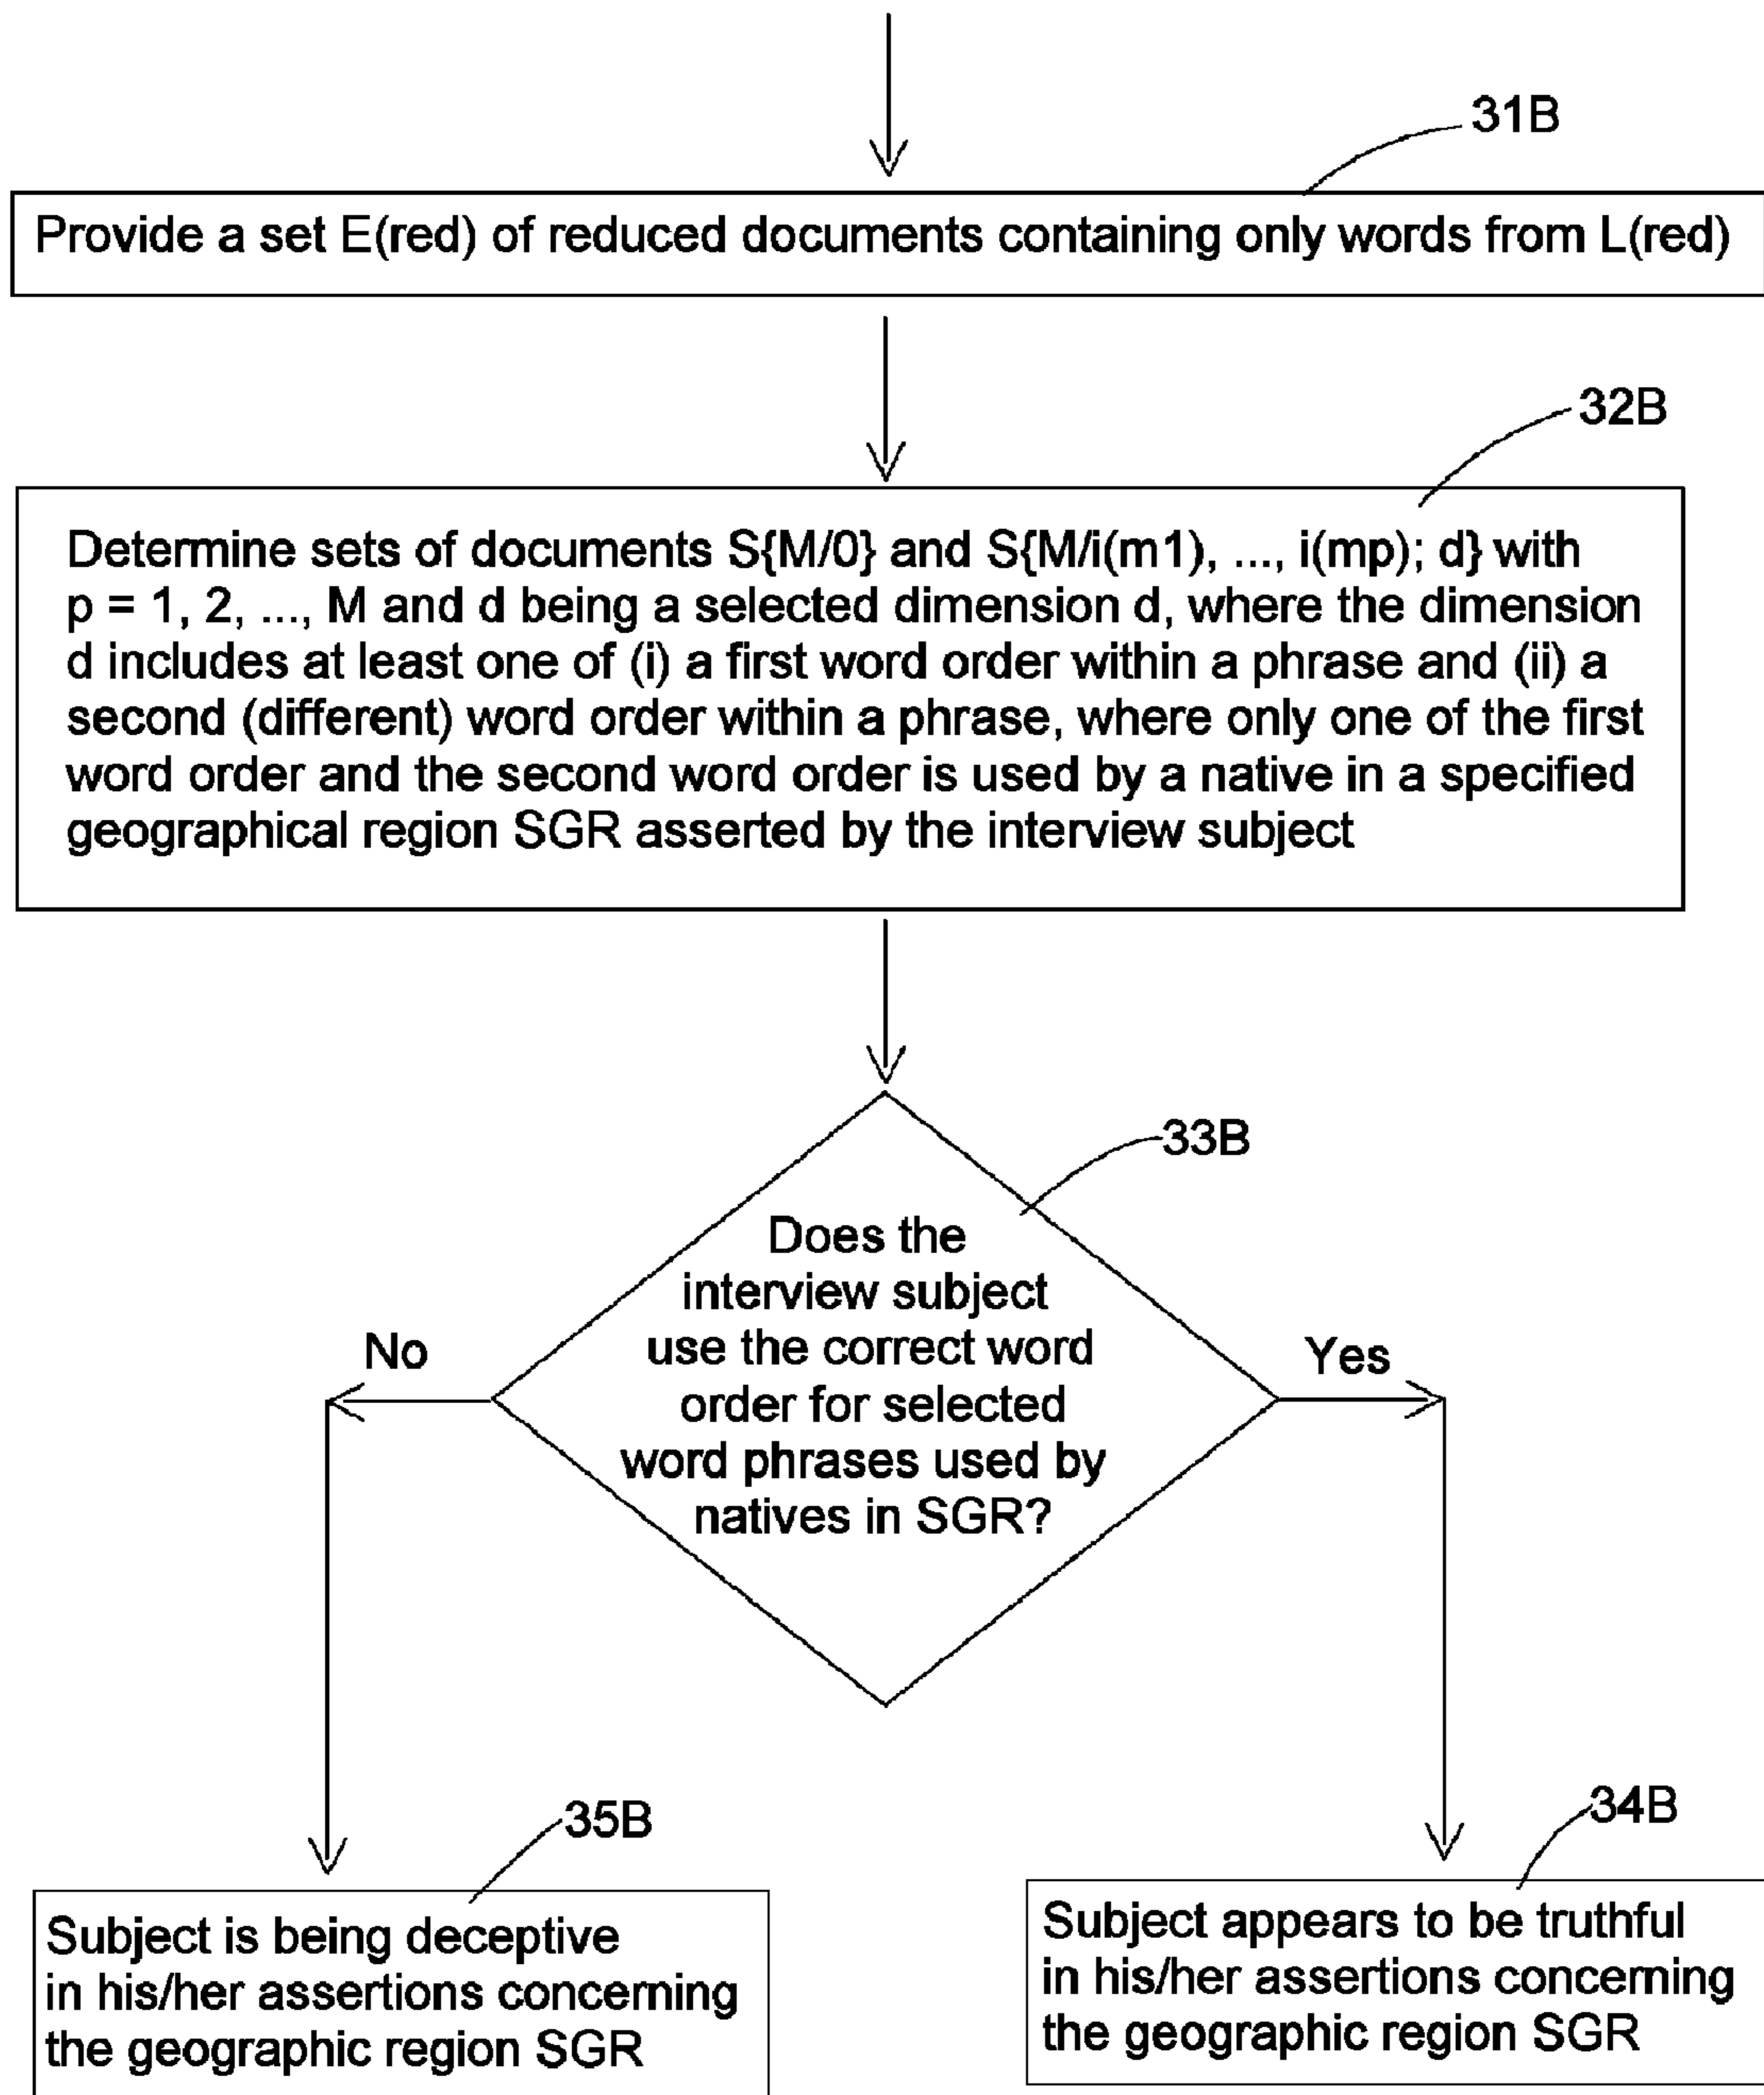 31B
Provide a set E(red) of reduced documents containing only words from L(red)
32B
Determine sets of documents S{M/0} and S{M/i(m1), ..., i(mp); d} with
p = 1, 2, ..., M and d being a selected dimension d, where the dimension
d includes at least one of (i) a first word order within a phrase and (ii) a
second (different) word order within a phrase, where only one of the first
word order and the second word order is used by a native in a specified
geographical region SGR asserted by the interview subject
33B
Does the
interview subject
use the correct word
order for selected
word phrases used by
natives in SGR?
No
Yes
35B
Subject is being deceptive
in his/her assertions concerning
the geographic region SGR
34B
Subject appears to be truthful
in his/her assertions concerning
the geographic region SGR